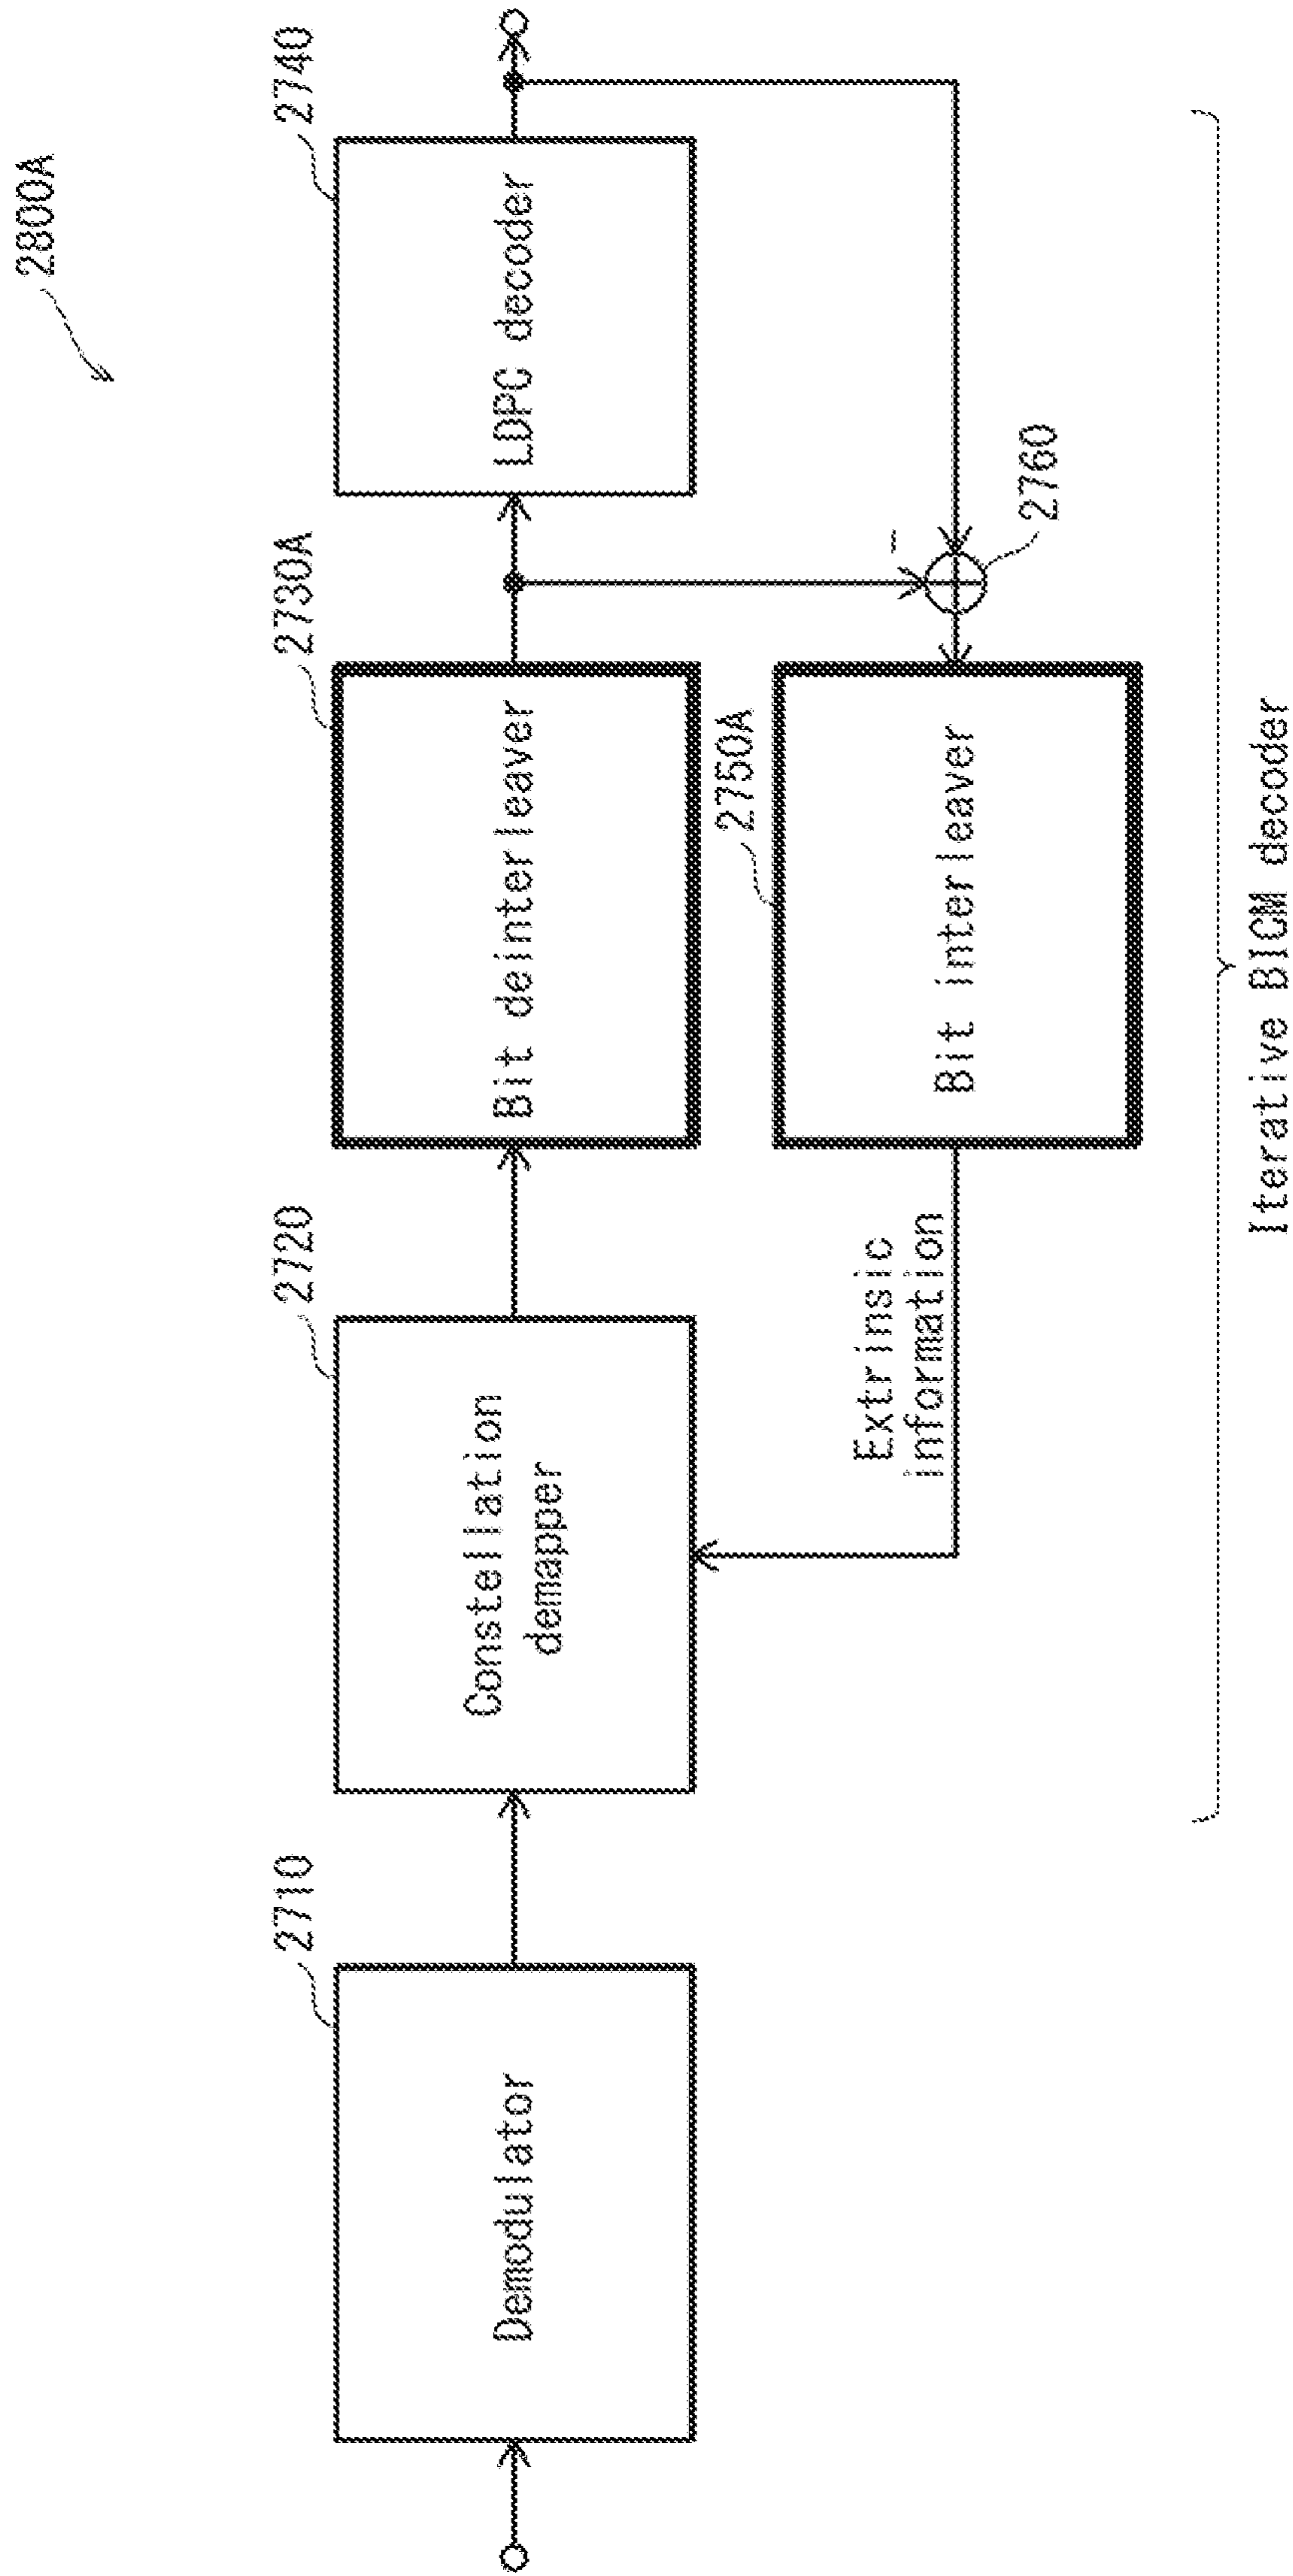 2800A
2710
Demodulator
2720
Constellation
demapper
2730A
Bit deinterleaver
2740
LDPC decoder
Extrinsic
information
2750A
Bit interleaver
-
2760
Iterative BICM decoder